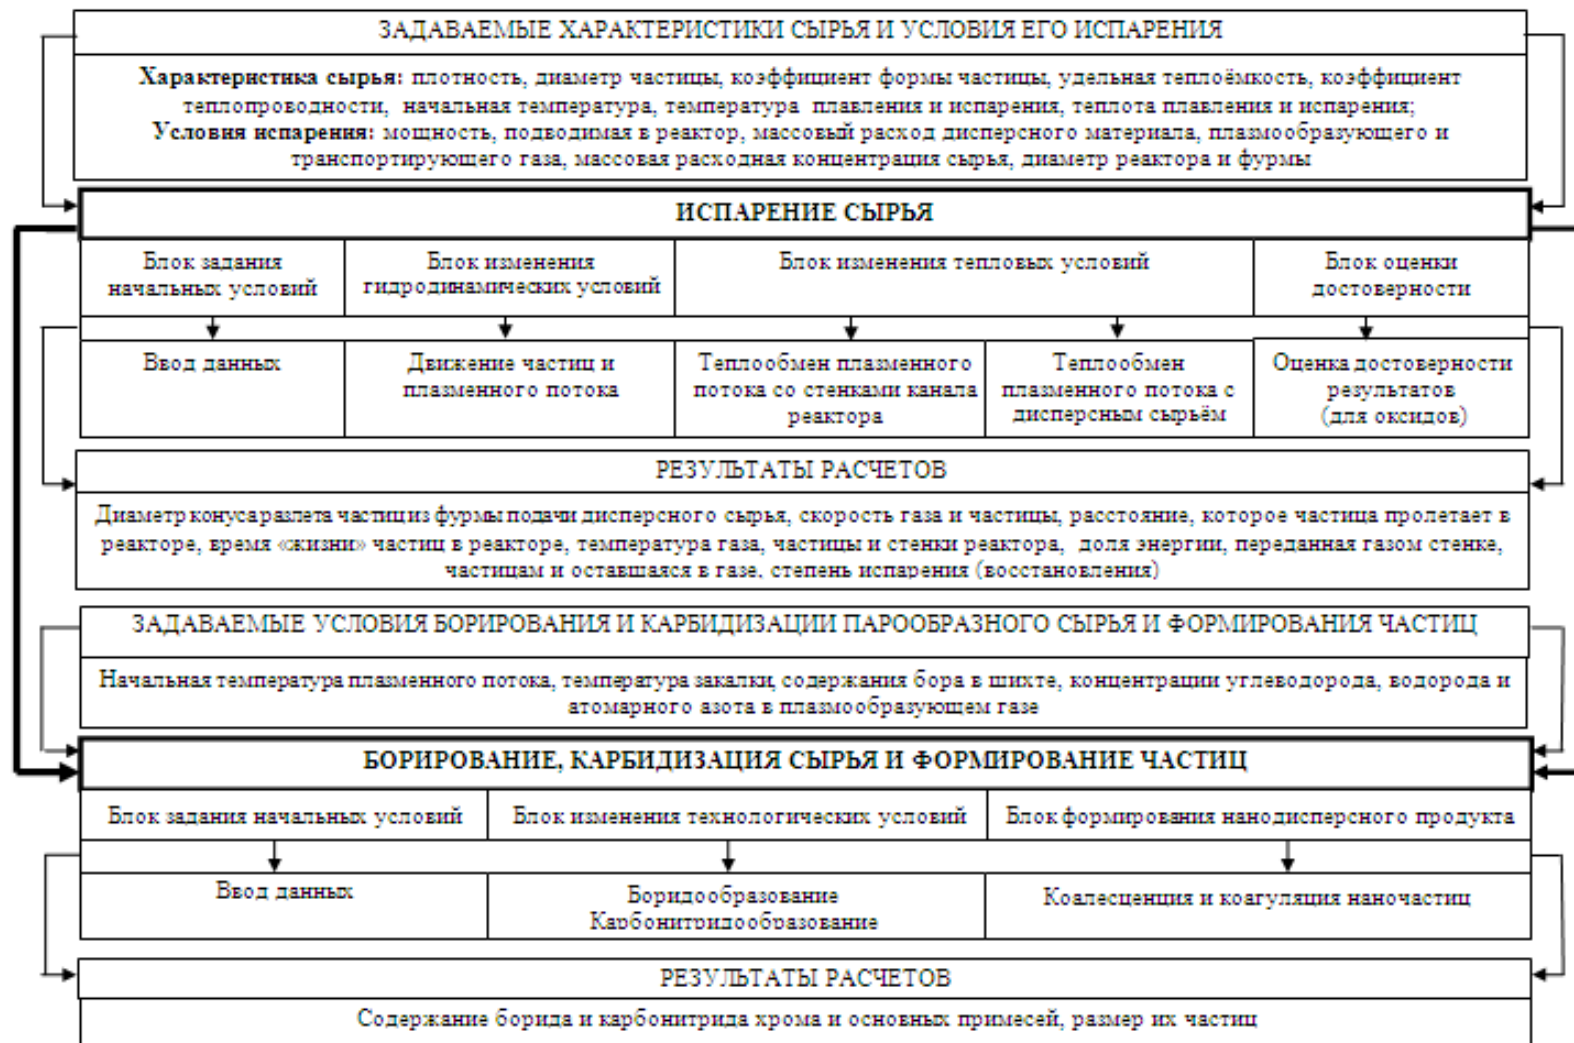 ЗАДАВАЕМЫЕ ХАРАКТЕРИСТИКИ СЫРЬЯ И УСЛОВИЯ ЕГО ИСПАРЕНИЯ
Характеристика сырья: плотность, диаметр частицы, коэффициент формы частицы, удельная теплоёмкость, коэффициент
теплопроводности, начальная температура, температура плавления и испарения, теплота плавления и испарения;
Условия испарения: мощность, подводимая в реактор, массовый расход дисперсного материала, плазмообразующего и
транспортирующего газа, массовая расходная концентрация сырья, диаметр реактора и фурмы
ИСПАРЕНИЕ СЫРЬЯ
Блок задания
начальных условий
Блок изменения
гидродинамических условий
Блок изменения тепловых условий
Блок оценки
достоверности
Ввод данных
Движение частиц и
плазменного потока
Теплообмен плазменного
потока со стенками канала
реактора
Теплообмен
плазменного потока с
дисперсным сырьём
Оценка достоверности
результатов
(для оксидов)
РЕЗУЛЬТАТЫ РАСЧЕТОВ
Диаметр конуса разлета частиц из фурмы подачи дисперсного сырья, скорость газа и частицы, расстояние, которое частица пролетает в
реакторе, время «жизни» частиц в реакторе, температура газа, частицы и стенки реактора, доля энергии, переданная газом стенке,
частицам и оставшаяся в газе, степень испарения (восстановления)
ЗАДАВАЕМЫЕ УСЛОВИЯ БОРИРОВАНИЯ И КАРБИДИЗАЦИИ ПАРООБРАЗНОГО СЫРЬЯ И ФОРМИРОВАНИЯ ЧАСТИЦ
Начальная температура плазменного потока, температура закалки, содержания бора в шихте, концентрации углеводорода, водорода и
атомарного азота в плазмообразующем газе
БОРИРОВАНИЕ, КАРБИДИЗАЦИЯ СЫРЬЯ И ФОРМИРОВАНИЕ ЧАСТИЦ
Блок задания начальных условий
Блок изменения технологических условий
Блок формирования нанодисперсного продукта
Ввод данных
Боридообразование
Карбонитридообразование
Коалесценция и коагуляция наночастиц
РЕЗУЛЬТАТЫ РАСЧЕТОВ
Содержание борида и карбонитрида хрома и основных примесей, размер их частиц